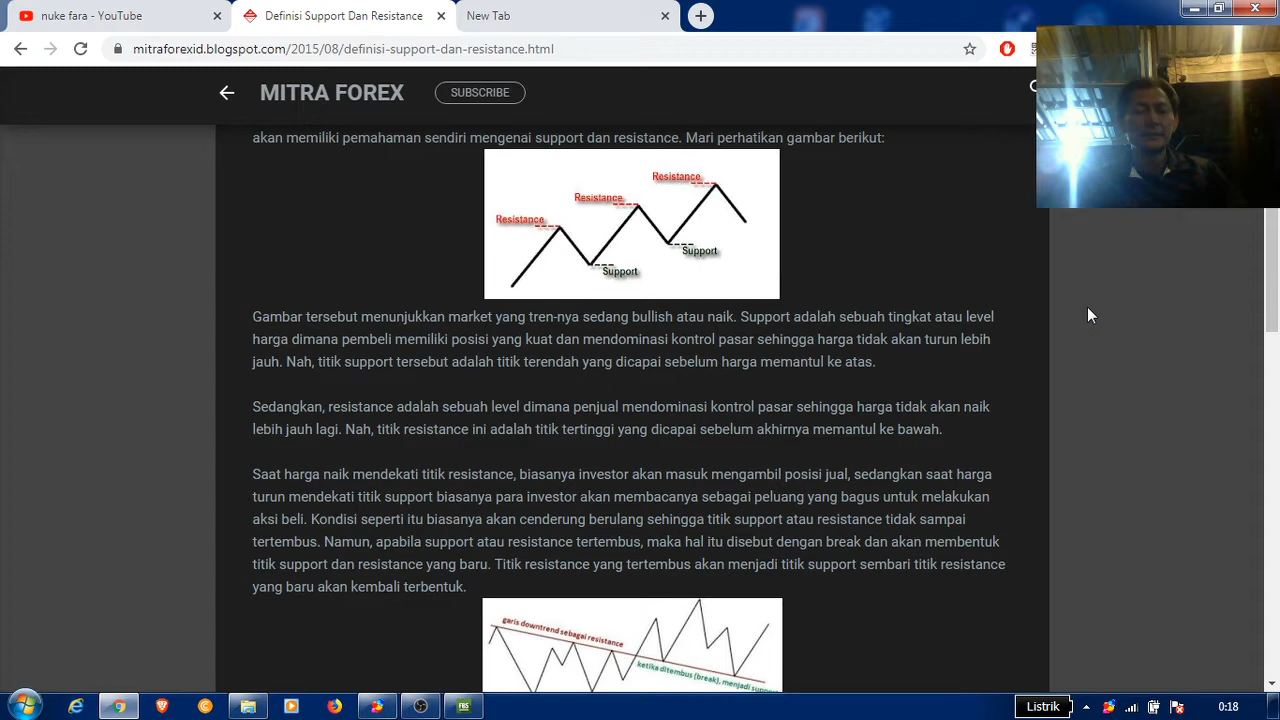 nuke fara - YouTube
Definisi Support Dan Resistance
New Tab
mitraforexid.blogspot.com/2015/08/definisi-support-dan-resistance.html
MITRA FOREX
SUBSCRIBE
akan memiliki pemahaman sendiri mengenai support dan resistance. Mari perhatikan gambar berikut:
Resistance
Resistance
Resistance
Support
Support
Gambar tersebut menunjukkan market yang tren-nya sedang bullish atau naik. Support adalah sebuah tingkat atau level
harga dimana pembeli memiliki posisi yang kuat dan mendominasi kontrol pasar sehingga harga tidak akan turun lebih
jauh. Nah, titik support tersebut adalah titik terendah yang dicapai sebelum harga memantul ke atas.
Sedangkan, resistance adalah sebuah level dimana penjual mendominasi kontrol pasar sehingga harga tidak akan naik
lebih jauh lagi. Nah, titik resistance ini adalah titik tertinggi yang dicapai sebelum akhirnya memantul ke bawah.
Saat harga naik mendekati titik resistance, biasanya investor akan masuk mengambil posisi jual, sedangkan saat harga
turun mendekati titik support biasanya para investor akan membacanya sebagai peluang yang bagus untuk melakukan
aksi beli. Kondisi seperti itu biasanya akan cenderung berulang sehingga titik support atau resistance tidak sampai
tertembus. Namun, apabila support atau resistance tertembus, maka hal itu disebut dengan break dan akan membentuk
titik support dan resistance yang baru. Titik resistance yang tertembus akan menjadi titik support sembari titik resistance
yang baru akan kembali terbentuk.
garis downtrend sebagai resistance
ketika ditembus (break), menjadi suppo
FBS
Listrik
0:18